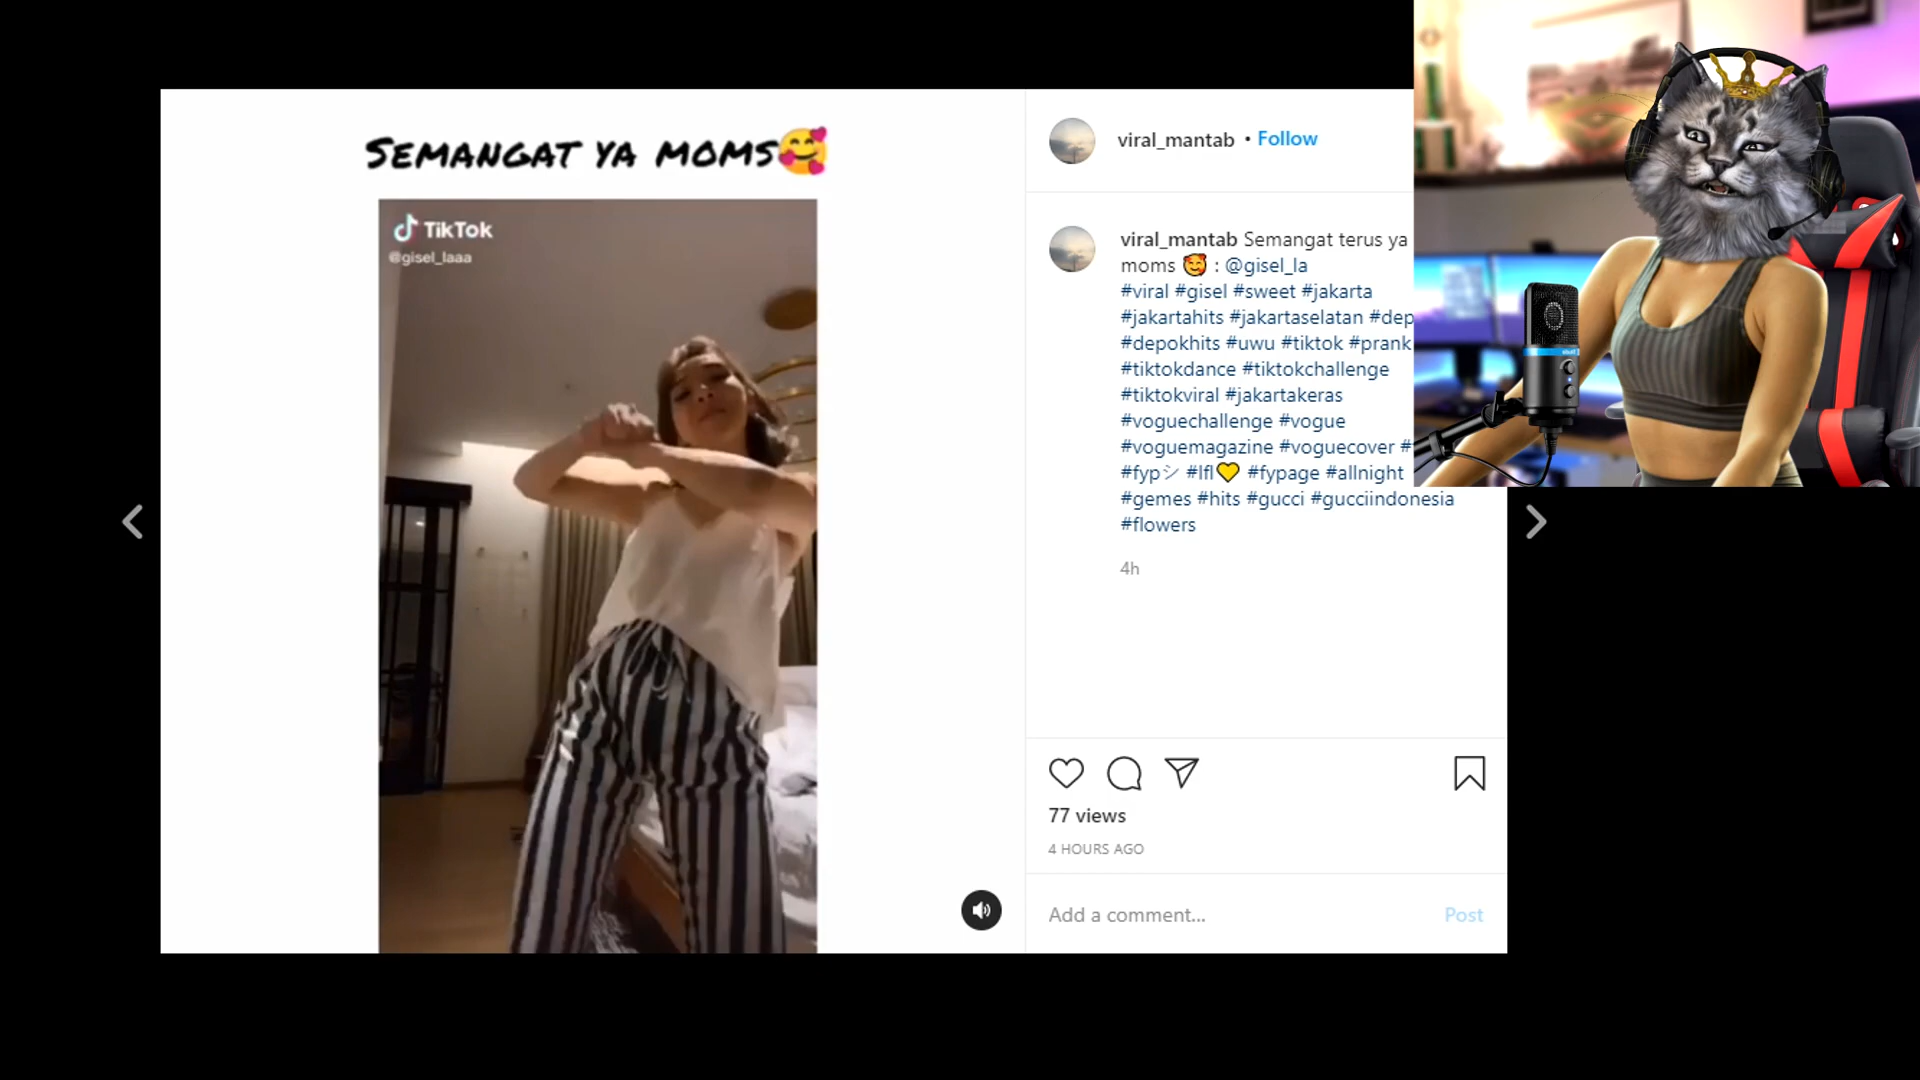 SEMANGAT YA MOMS🥰
TikTok
@gisel_laaa
viral_mantab • Follow
viral_mantab Semangat terus ya
moms 🥰 : @gisel_la
#viral #gisel #sweet #jakarta
#jakartahits #jakartaselatan #dep
#depokhits #uwu #tiktok #prank
#tiktokdance #tiktokchallenge
#tiktokviral #jakartakeras
#voguechallenge #vogue
#voguemagazine #voguecover #
#fypシ #lfl💛 #fypage #allnight
#gemes #hits #gucci #gucciindonesia
#flowers
4h
77 views
4 HOURS AGO
Add a comment... Post